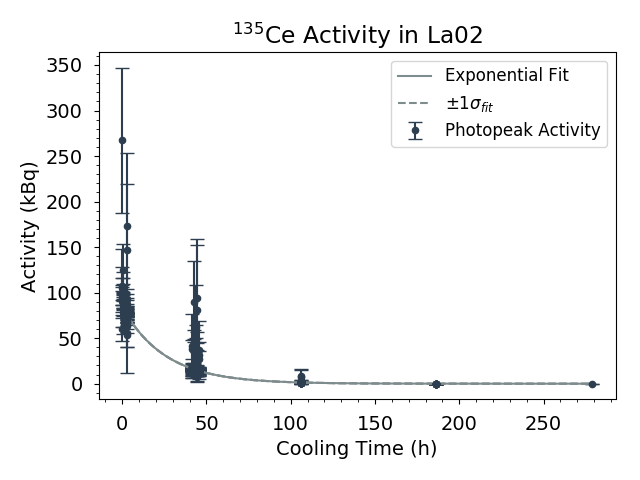 ¹³⁵Ce Activity in La02
Exponential Fit
±1σ_fit
Photopeak Activity
Activity (kBq)
350
300
250
200
150
100
50
0
0 50 100 150 200 250
Cooling Time (h)